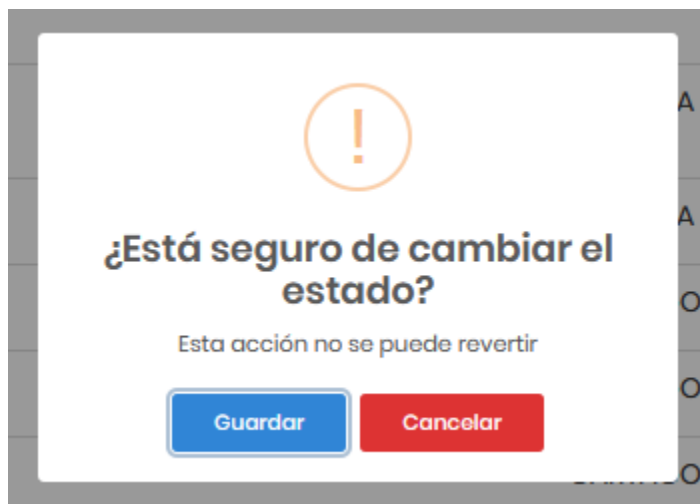 !
¿Está seguro de cambiar el
estado?
Esta acción no se puede revertir
Guardar
Cancelar